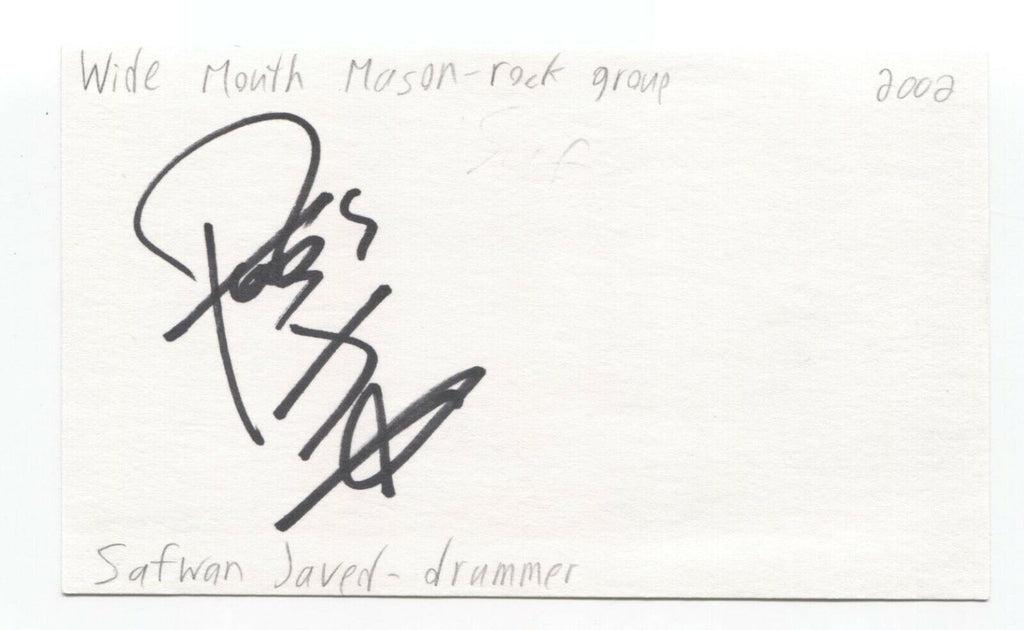 Wide Mouth Mason-rock group 2002
Safwan Javed- drummer